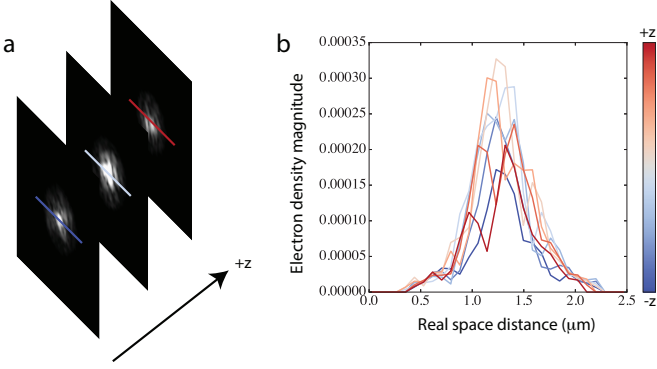 a
+z
b
+z
-z
Electron density magnitude
0.00035
0.00030
0.00025
0.00020
0.00015
0.00010
0.00005
0.00000
0.0 0.5 1.0 1.5 2.0 2.5
Real space distance (μm)